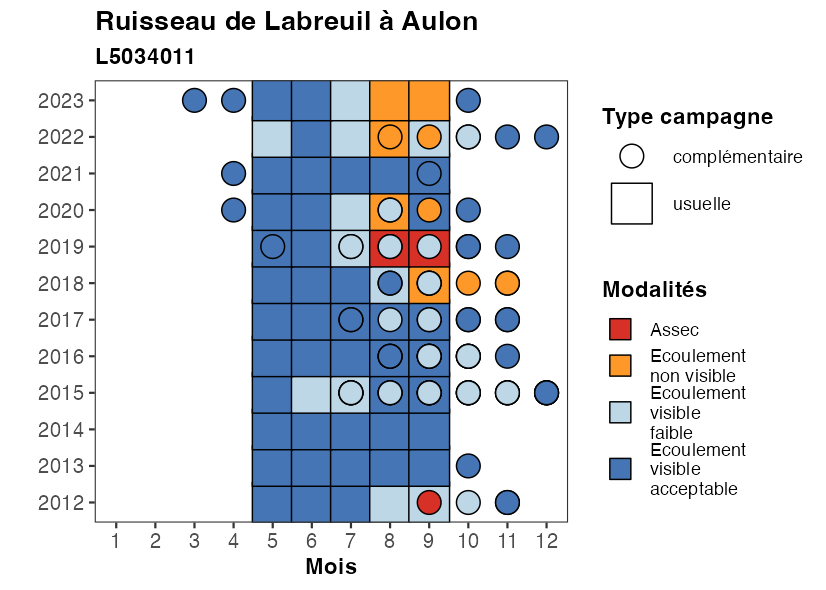 Ruisseau de Labreuil à Aulon
L5034011
2023
2022
2021
2020
2019
2018
2017
2016
2015
2014
2013
2012
1 2 3 4 5 6 7 8 9 10 11 12
Mois
Type campagne
complémentaire
usuelle
Modalités
Assec
Ecoulement
non visible
Ecoulement
visible
faible
Ecoulement
visible
acceptable